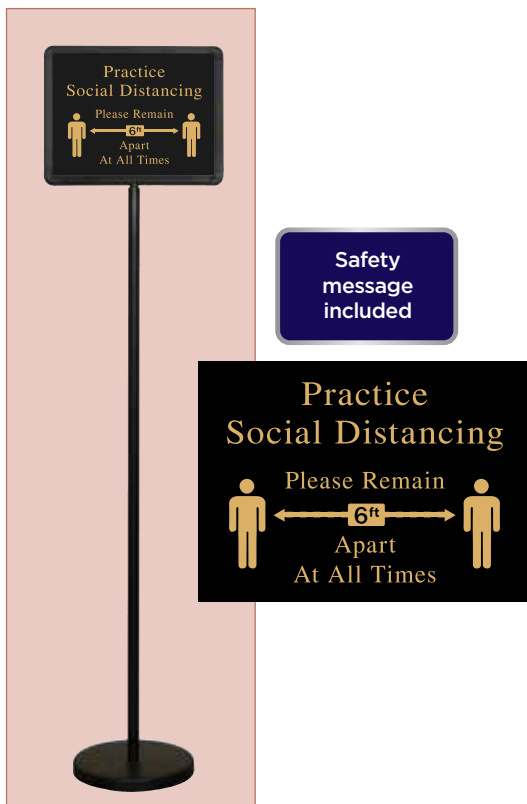 Practice
Social Distancing
Please Remain
6ft
Apart
At All Times
Safety
message
included
Practice
Social Distancing
Please Remain
6ft
Apart
At All Times